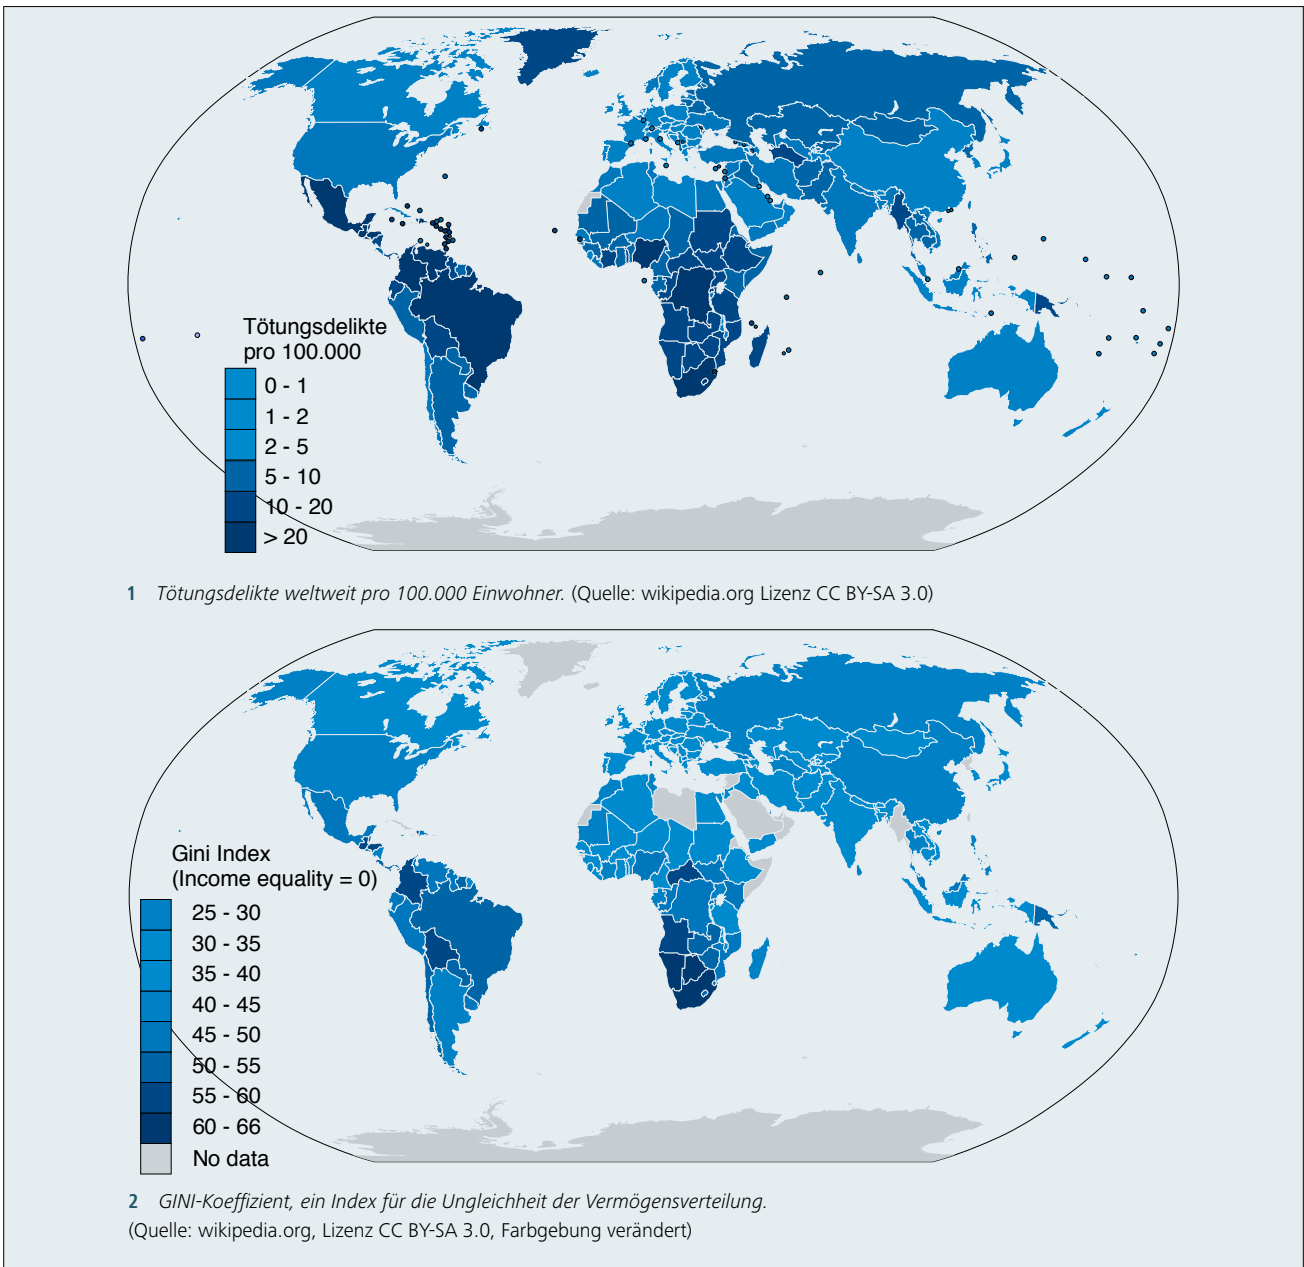 Tötungsdelikte
pro 100.000
0 - 1
1 - 2
2 - 5
5 - 10
10 - 20
> 20
1 Tötungsdelikte weltweit pro 100.000 Einwohner. (Quelle: wikipedia.org Lizenz CC BY-SA 3.0)
Gini Index
(Income equality = 0)
25 - 30
30 - 35
35 - 40
40 - 45
45 - 50
50 - 55
55 - 60
60 - 66
No data
2 GINI-Koeffizient, ein Index für die Ungleichheit der Vermögensverteilung.
(Quelle: wikipedia.org, Lizenz CC BY-SA 3.0, Farbgebung verändert)